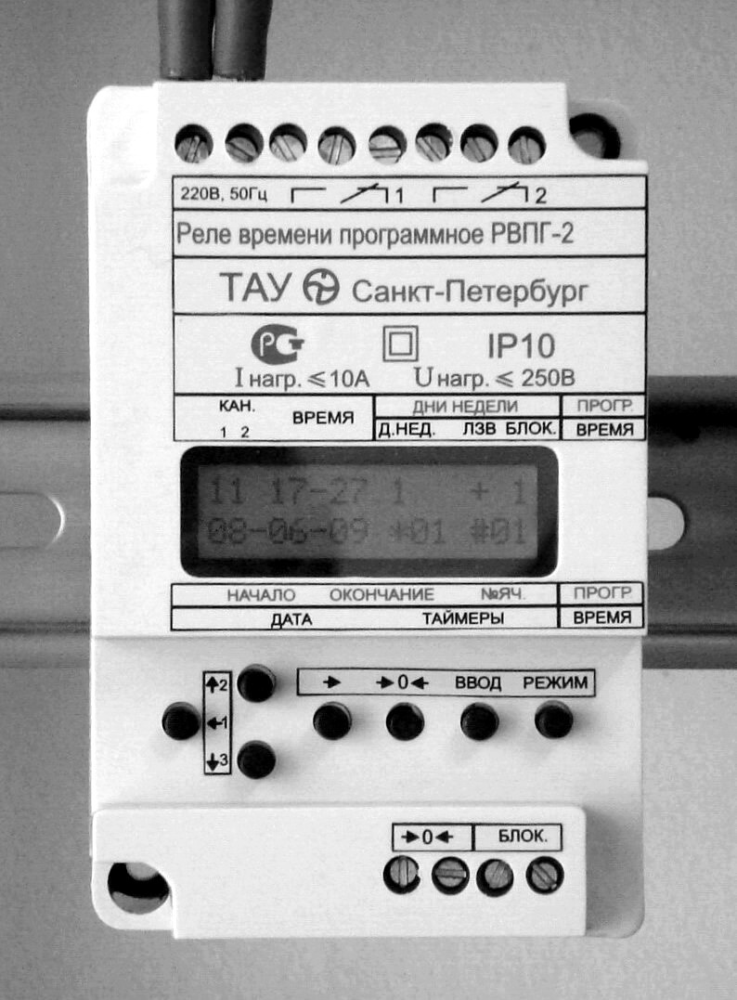 220В, 50Гц 1 2
Реле времени программное РВПГ-2
ТАУ Санкт-Петербург
РСТ IP10
I нагр. ⩽10А U нагр. ⩽ 250В
КАН. ВРЕМЯ ДНИ НЕДЕЛИ ПРОГР.
1 2 Д.НЕД. ЛЗВ БЛОК. ВРЕМЯ
11 17-27 1 + 1
08-06-09 *01 #01
НАЧАЛО ОКОНЧАНИЕ №ЯЧ. ПРОГР
ДАТА ТАЙМЕРЫ ВРЕМЯ
↑2 → →0← ВВОД РЕЖИМ
←1
↓3
→0← БЛОК.